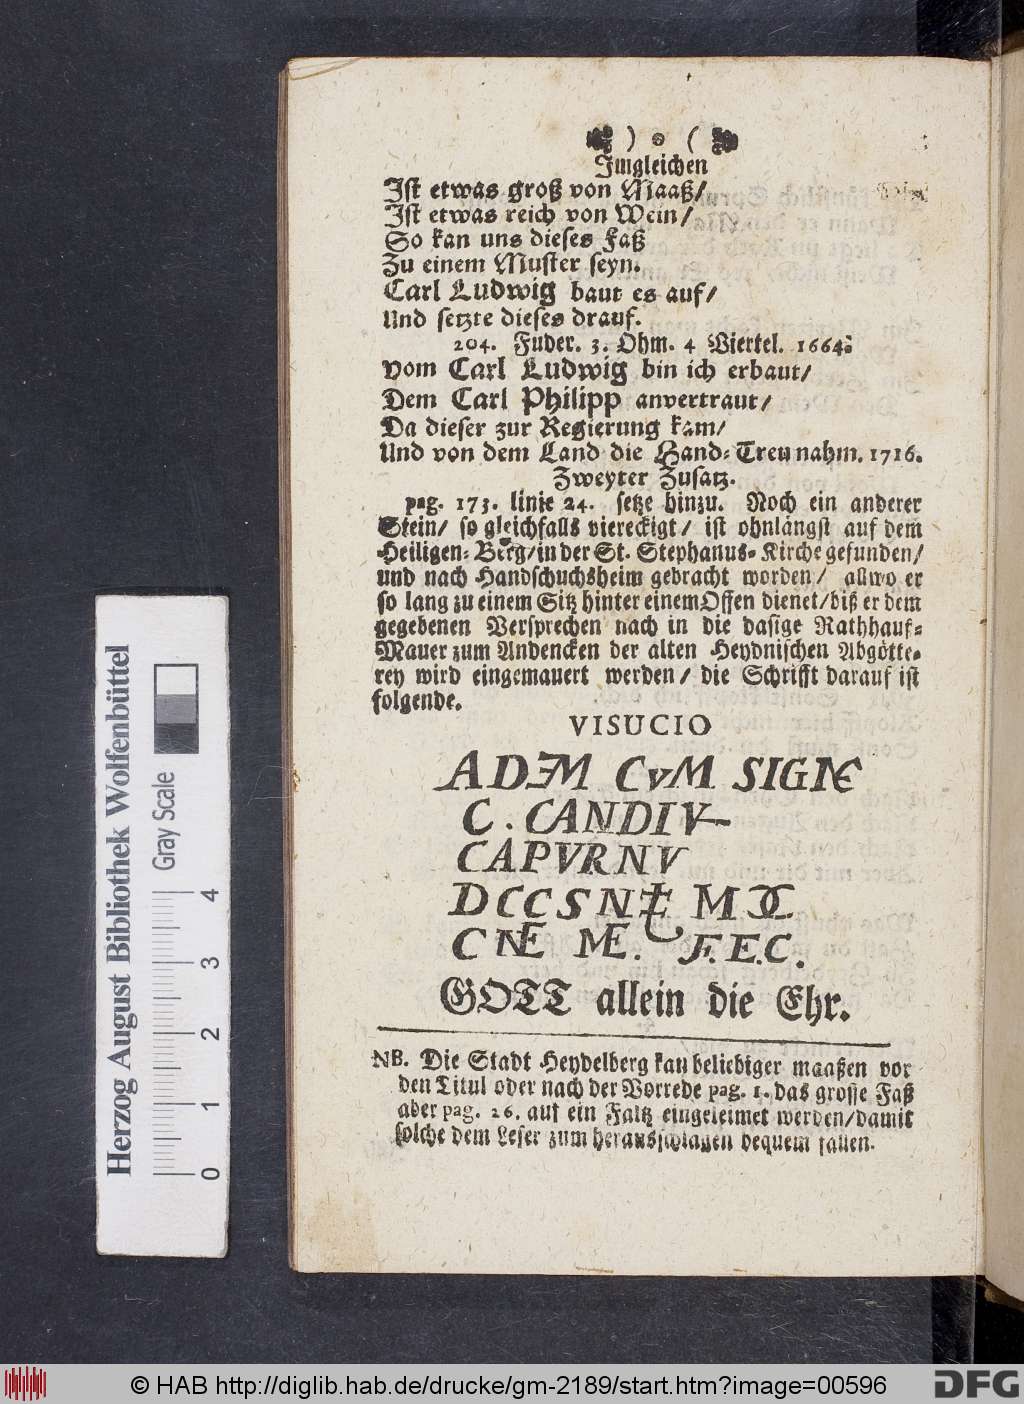 ) o (
Imgleichen
Ist etwas groß von Maaß/
Ist etwas reich von Wein/
So kan uns dieses Faß
Zu einem Muster seyn.
Carl Ludwig baut es auf/
Und setzte dieses drauf.
204. Fuder. 3. Ohm. 4 Viertel. 1664.
Vom Carl Ludwig bin ich erbaut/
Dem Carl Philipp anvertraut/
Da dieser zur Regierung kam/
Und von dem Land die Hand-Treu nahm. 1716.
Zweyter Zusatz.
pag. 173. linie 24. setze hinzu. Noch ein anderer
Stein/ so gleichfalls viereckigt/ ist ohnlängst auf dem
Heiligen-Berg/in der St. Stephanus-Kirche gefunden/
und nach Handschuchsheim gebracht worden/ allwo er
so lang zu einem Sitz hinter einem Offen dienet/biß er dem
gegebenen Versprechen nach in die dasige Rathhauß-
Mauer zum Andencken der alten Heydnischen Abgötte-
rey wird eingemauert werden/ die Schrifft darauf ist
folgende.
VISUCIO
ADEM CVM SIGNE
C. CANDIV
CAPVRNV
DCCSNE MC.
C NE ME. F.E.C.
GOTT allein die Ehr.
NB. Die Stadt Heydelberg kan beliebiger maaßen vor
den Titul oder nach der Vorrede pag. 1. das grosse Faß
aber pag. 26. auf ein Faltz eingeleimet werden/damit
solche dem Leser zum herausschlagen bequem fallen.
Herzog August Bibliothek Wolfenbüttel
Gray Scale
0 1 2 3 4
© HAB http://diglib.hab.de/drucke/gm-2189/start.htm?image=00596
DFG